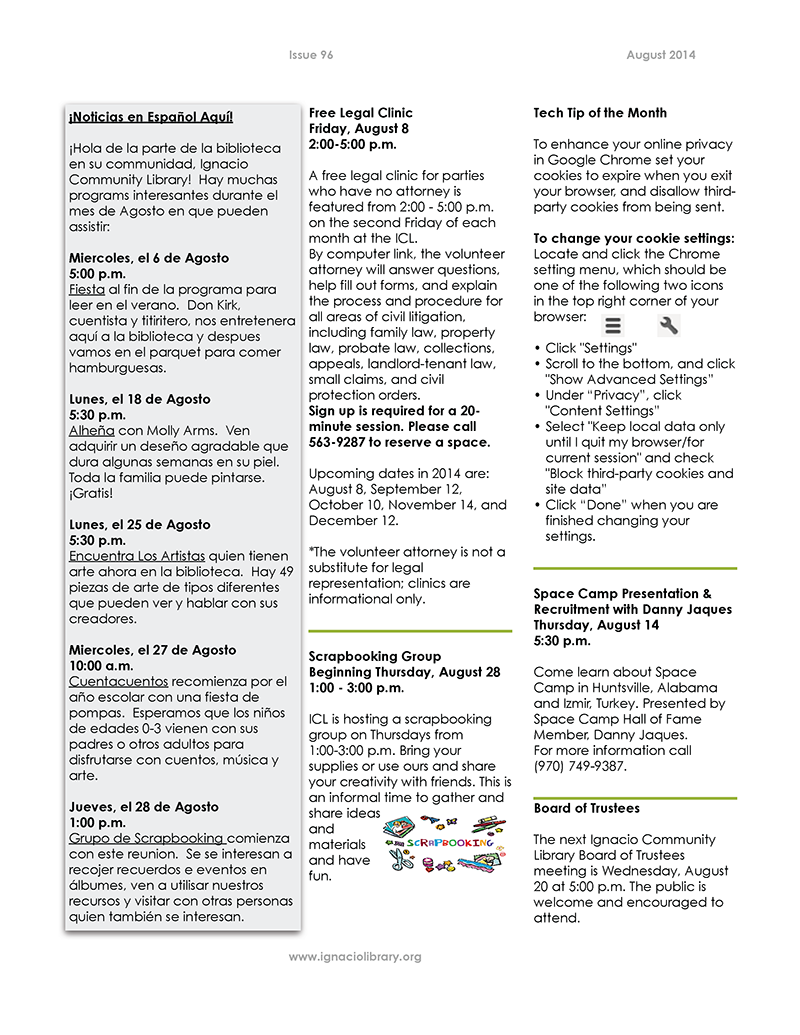 Issue 96
August 2014
¡Noticias en Español Aquí!
¡Hola de la parte de la biblioteca
en su communidad, Ignacio
Community Library!  Hay muchas
programs interesantes durante el
mes de Agosto en que pueden
assistir:
Miercoles, el 6 de Agosto
5:00 p.m.
Fiesta al fin de la programa para
leer en el verano.  Don Kirk,
cuentista y titiritero, nos entretenera
aquí a la biblioteca y despues
vamos en el parquet para comer
hamburguesas.
Lunes, el 18 de Agosto
5:30 p.m.
Alheña con Molly Arms.  Ven
adquirir un deseño agradable que
dura algunas semanas en su piel.
Toda la familia puede pintarse.
¡Gratis!
Lunes, el 25 de Agosto
5:30 p.m.
Encuentra Los Artistas quien tienen
arte ahora en la biblioteca.  Hay 49
piezas de arte de tipos diferentes
que pueden ver y hablar con sus
creadores.
Miercoles, el 27 de Agosto
10:00 a.m.
Cuentacuentos recomienza por el
año escolar con una fiesta de
pompas.  Esperamos que los niños
de edades 0-3 vienen con sus
padres o otros adultos para
disfrutarse con cuentos, música y
arte.
Jueves, el 28 de Agosto
1:00 p.m.
Grupo de Scrapbooking comienza
con este reunion.  Se se interesan a
recojer recuerdos e eventos en
álbumes, ven a utilisar nuestros
recursos y visitar con otras personas
quien también se interesan.
Free Legal Clinic
Friday, August 8
2:00-5:00 p.m.
A free legal clinic for parties
who have no attorney is
featured from 2:00 - 5:00 p.m.
on the second Friday of each
month at the ICL.
By computer link, the volunteer
attorney will answer questions,
help fill out forms, and explain
the process and procedure for
all areas of civil litigation,
including family law, property
law, probate law, collections,
appeals, landlord-tenant law,
small claims, and civil
protection orders.
Sign up is required for a 20-
minute session. Please call
563-9287 to reserve a space.
Upcoming dates in 2014 are:
August 8, September 12,
October 10, November 14, and
December 12.
*The volunteer attorney is not a
substitute for legal
representation; clinics are
informational only.
Scrapbooking Group
Beginning Thursday, August 28
1:00 - 3:00 p.m.
ICL is hosting a scrapbooking
group on Thursdays from
1:00-3:00 p.m. Bring your
supplies or use ours and share
your creativity with friends. This is
an informal time to gather and
share ideas
and
materials
and have
fun.
SCRAPBOOKING
Tech Tip of the Month
To enhance your online privacy
in Google Chrome set your
cookies to expire when you exit
your browser, and disallow third-
party cookies from being sent.
To change your cookie settings:
Locate and click the Chrome
setting menu, which should be
one of the following two icons
in the top right corner of your
browser:
• Click "Settings"
• Scroll to the bottom, and click
"Show Advanced Settings"
• Under “Privacy”, click
"Content Settings"
• Select "Keep local data only
until I quit my browser/for
current session" and check
"Block third-party cookies and
site data”
• Click “Done” when you are
finished changing your
settings.
Space Camp Presentation &
Recruitment with Danny Jaques
Thursday, August 14
5:30 p.m.
Come learn about Space
Camp in Huntsville, Alabama
and Izmir, Turkey. Presented by
Space Camp Hall of Fame
Member, Danny Jaques.
For more information call
(970) 749-9387.
Board of Trustees
The next Ignacio Community
Library Board of Trustees
meeting is Wednesday, August
20 at 5:00 p.m. The public is
welcome and encouraged to
attend.
www.ignaciolibrary.org